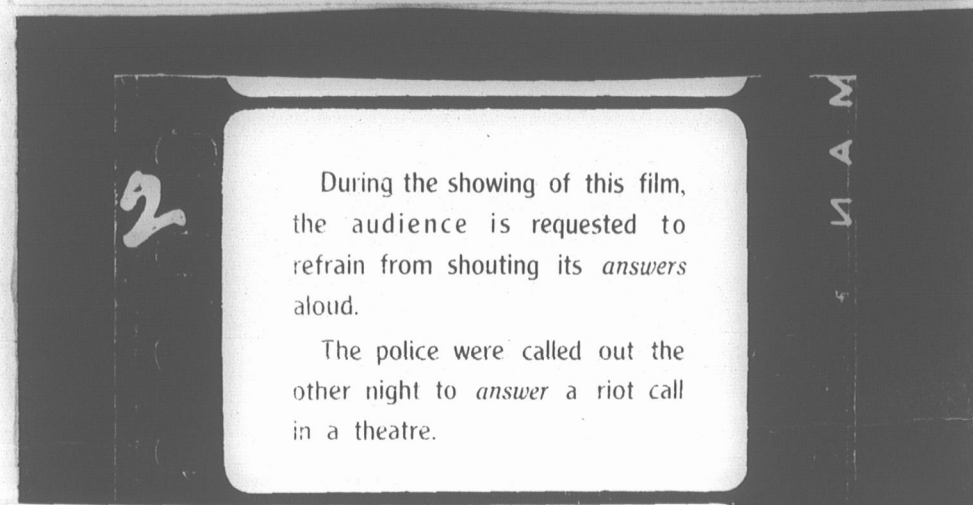 2
During the showing of this film,
the audience is requested to
refrain from shouting its answers
aloud.
The police were called out the
other night to answer a riot call
in a theatre.